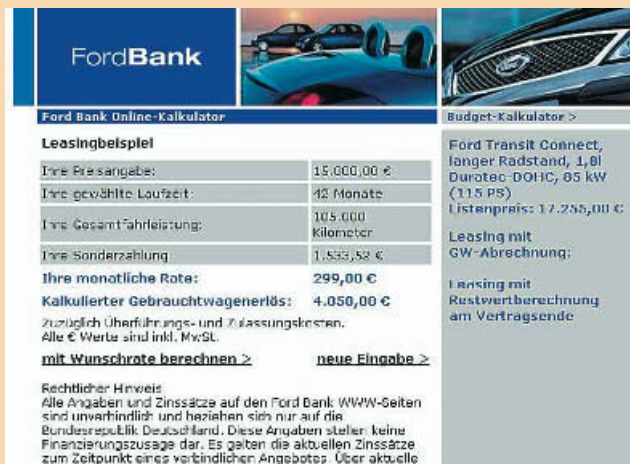 FordBank
Ford Bank Online-Kalkulator
Leasingbeispiel
Ihre Preisangabe: 15.000,00 €
Ihre gewählte Laufzeit: 42 Monate
Ihre Gesamtfahrleistung: 105.000 Kilometer
Ihre Sonderzahlung 1.533,52 €
Ihre monatliche Rate: 299,00 €
Kalkulierter Gebrauchtwagenerlös: 4.050,00 €
Zuzüglich Überführungs- und Zulassungskosten.
Alle € Werte sind inkl. MwSt.
mit Wunschrate berechnen > neue Eingabe >
Rechtlicher Hinweis
Alle Angaben und Zinssätze auf den Ford Bank WWW-Seiten
sind unverbindlich und beziehen sich nur auf die
Bundesrepublik Deutschland. Diese Angaben stellen keine
Finanzierungszusage dar. Es gelten die aktuellen Zinssätze
zum Zeitpunkt eines verbindlichen Angebotes. Über aktuelle
Budget-Kalkulator >
Ford Transit Connect,
langer Radstand, 1,8l
Duratec-DOHC, 85 kW
(115 PS)
Listenpreis: 17.255,00 €
Leasing mit
GW-Abrechnung:
Leasing mit
Restwertberechnung
am Vertragsende